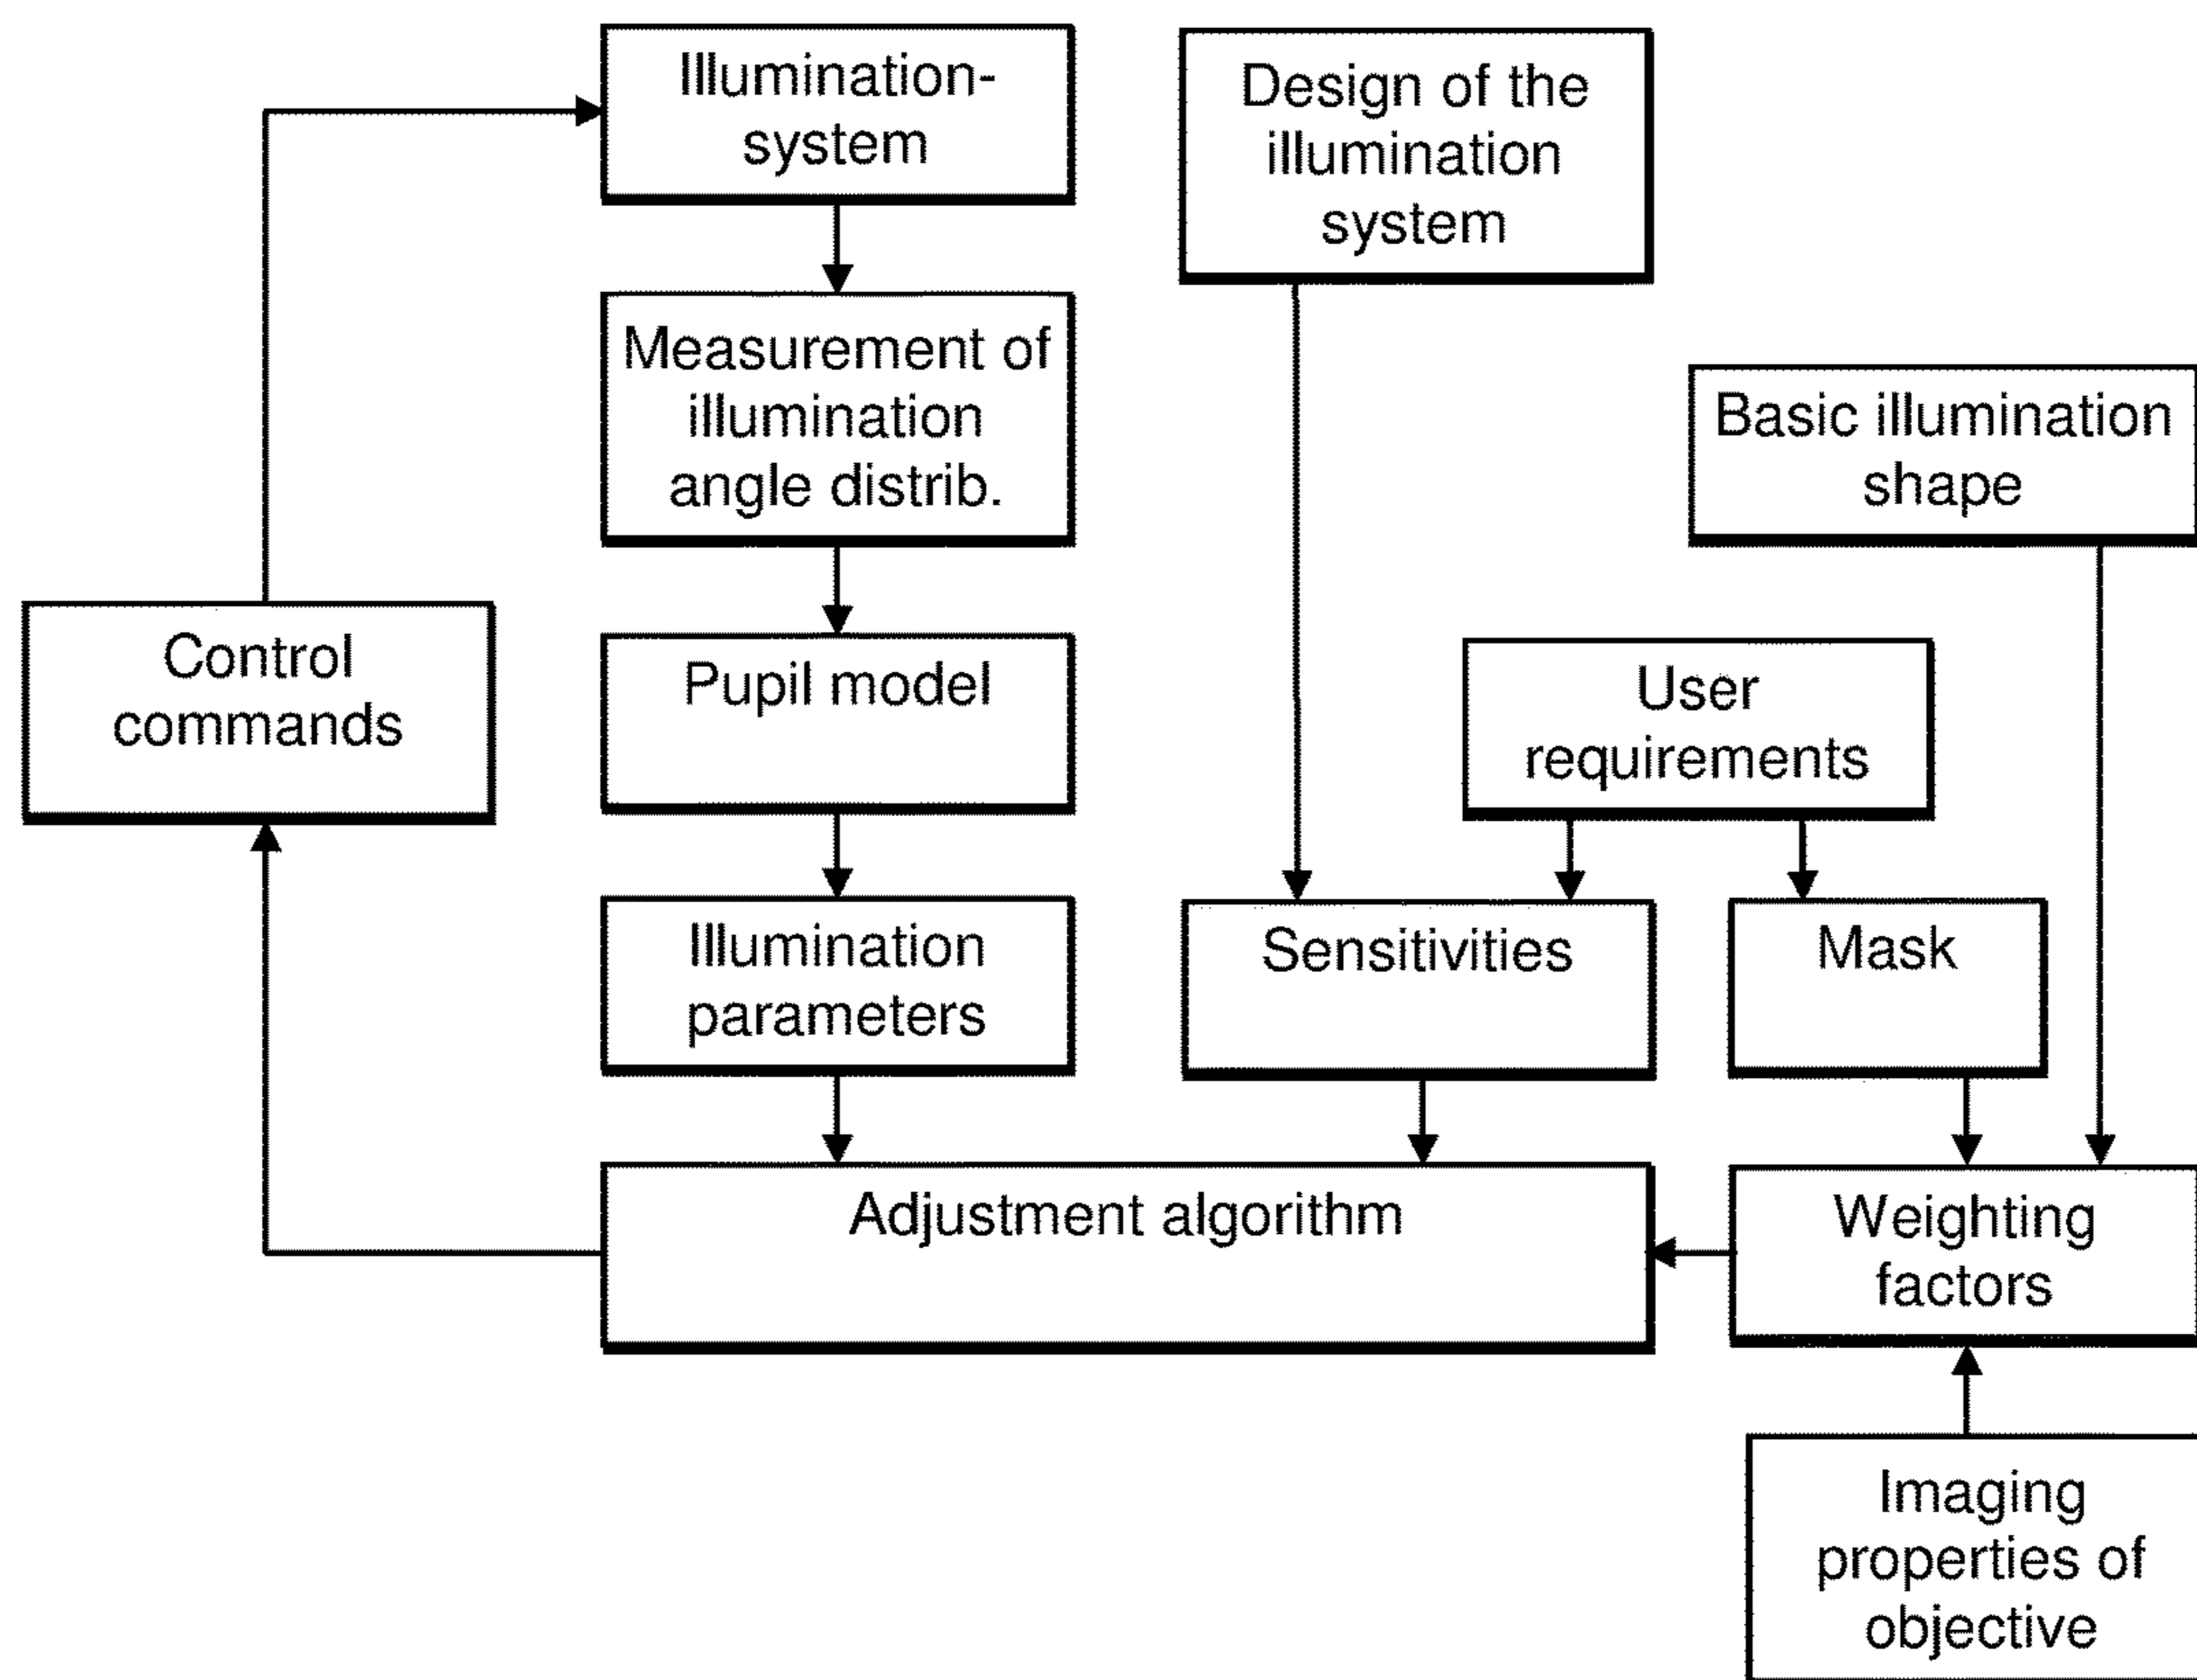 Illumination-
system
Design of the
illumination
system
Measurement of
illumination
angle distrib.
Basic illumination
shape
Control
commands
Pupil model
User
requirements
Illumination
parameters
Sensitivities
Mask
Adjustment algorithm
Weighting
factors
Imaging
properties of
objective